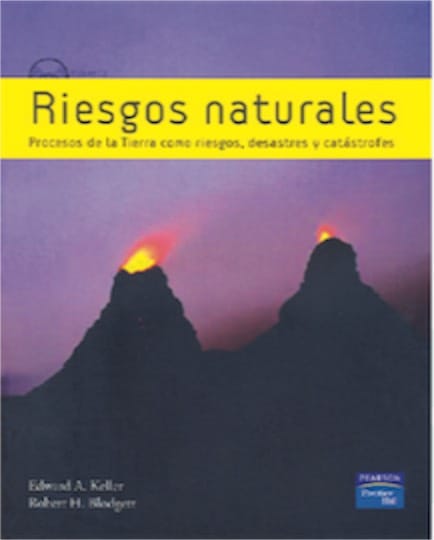 Riesgos naturales
Procesos de la Tierra como riesgos, desastres y catástrofes
Edward A. Keller
Robert H. Blodgett
PEARSON
Prentice
Hall